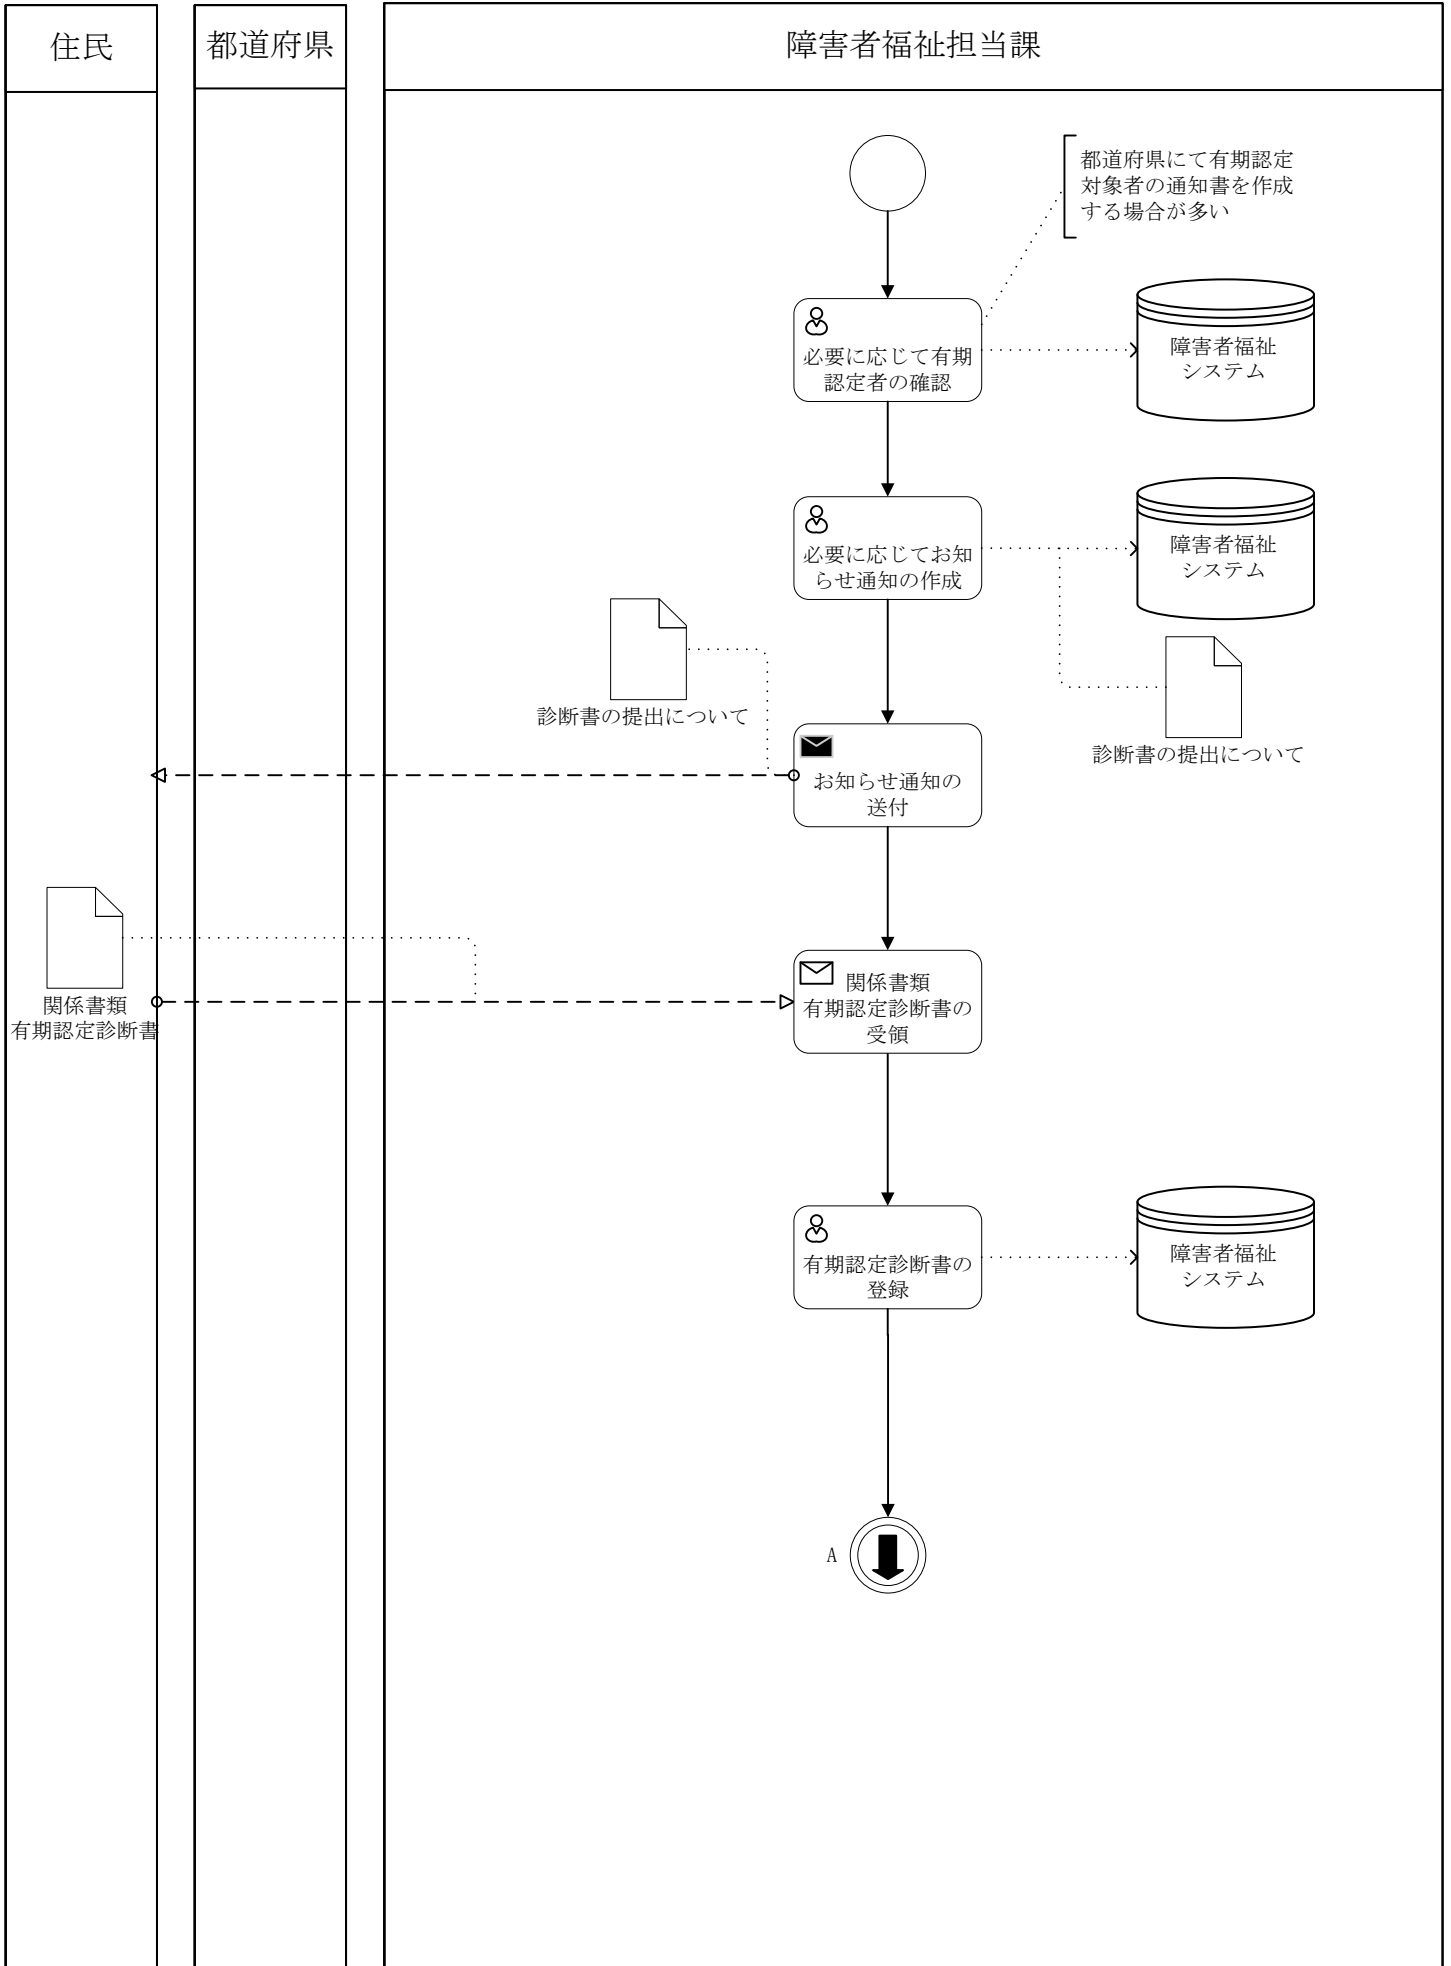 住民
都道府県
障害者福祉担当課
都道府県にて有期認定
対象者の通知書を作成
する場合が多い
必要に応じて有期
認定者の確認
障害者福祉
システム
必要に応じてお知
らせ通知の作成
障害者福祉
システム
診断書の提出について
診断書の提出について
お知らせ通知の
送付
関係書類
有期認定診断書
関係書類
有期認定診断書の
受領
有期認定診断書の
登録
障害者福祉
システム
A